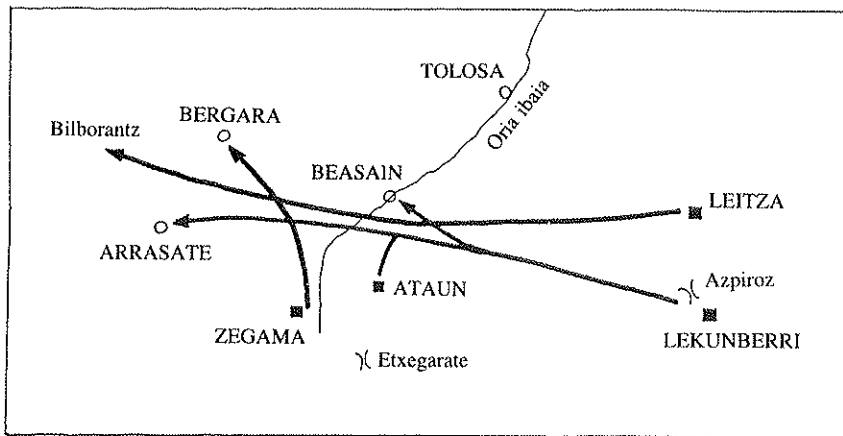 TOLOSA
Oria ibaia
BERGARA
Bilborantz
BEASAIN
LEITZA
ARRASATE
Azpiroz
ATAUN
ZEGAMA
LEKUNBERRI
Etxegarate